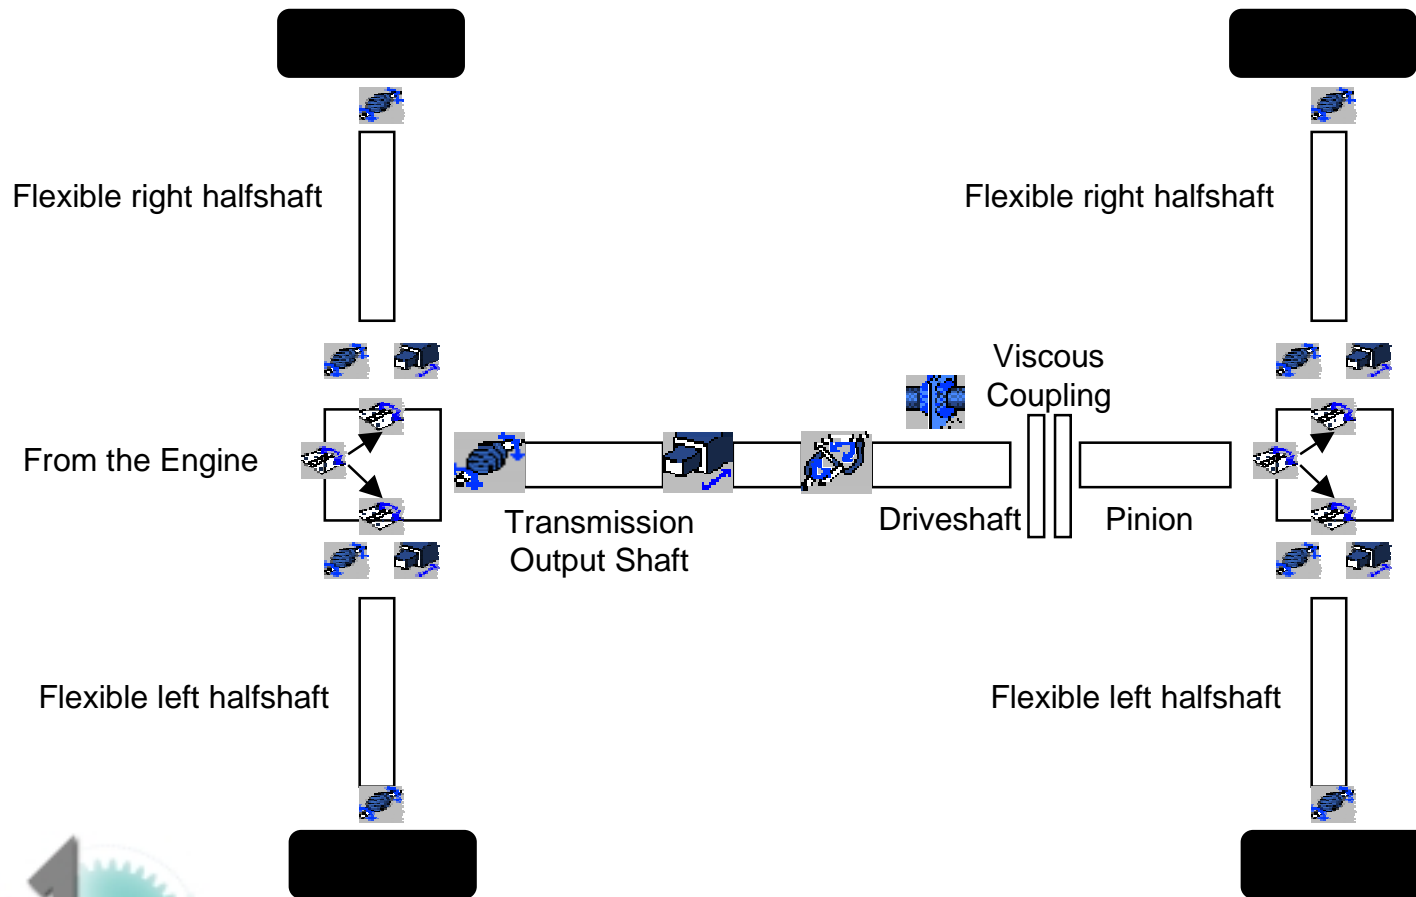 Flexible right halfshaft
Flexible right halfshaft
Viscous
Coupling
From the Engine
Transmission
Output Shaft
Driveshaft
Pinion
Flexible left halfshaft
Flexible left halfshaft